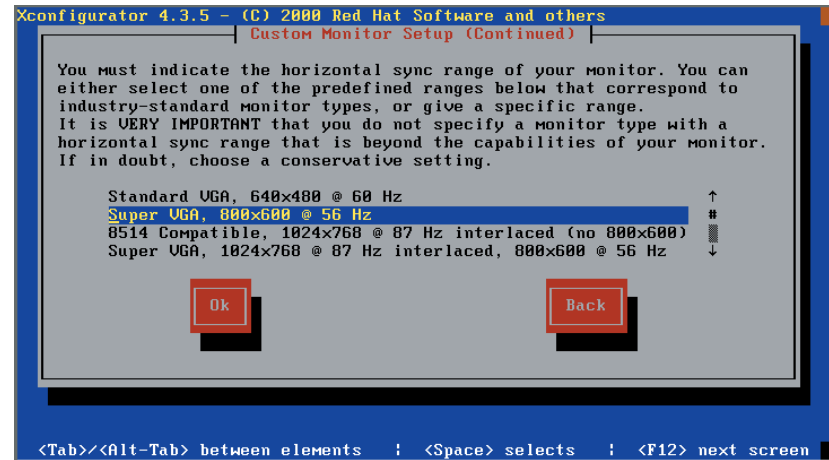 Xconfigurator 4.3.5 - (C) 2000 Red Hat Software and others
Custom Monitor Setup (Continued)
You must indicate the horizontal sync range of your monitor. You can
either select one of the predefined ranges below that correspond to
industry-standard monitor types, or give a specific range.
It is VERY IMPORTANT that you do not specify a monitor type with a
horizontal sync range that is beyond the capabilities of your monitor.
If in doubt, choose a conservative setting.
Standard VGA, 640x480 @ 60 Hz ↑
Super VGA, 800x600 @ 56 Hz #
8514 Compatible, 1024x768 @ 87 Hz interlaced (no 800x600) ▒
Super VGA, 1024x768 @ 87 Hz interlaced, 800x600 @ 56 Hz ↓
Ok Back
<Tab>/<Alt-Tab> between elements ¦ <Space> selects ¦ <F12> next screen